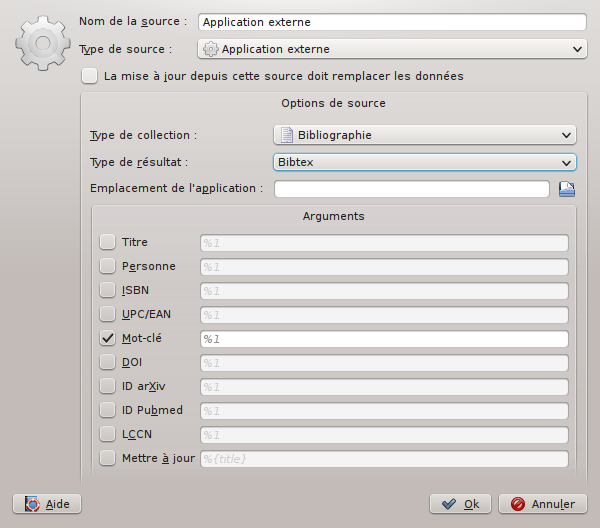 Nom de la source : Application externe
Type de source : Application externe
La mise à jour depuis cette source doit remplacer les données
Options de source
Type de collection : Bibliographie
Type de résultat : Bibtex
Emplacement de l'application :
Arguments
Titre %1
Personne %1
ISBN %1
UPC/EAN %1
Mot-clé %1
DOI %1
ID arXiv %1
ID Pubmed %1
LCCN %1
Mettre à jour %{title}
Aide Ok Annuler